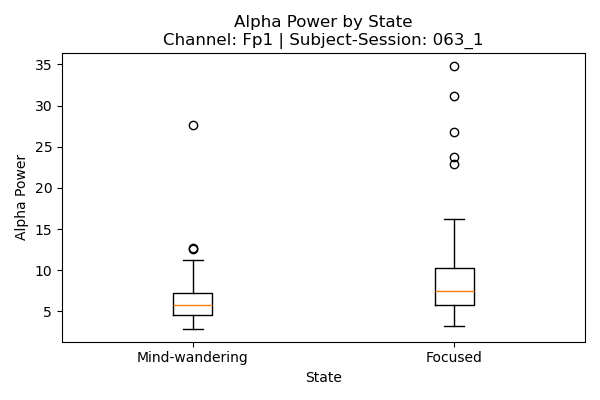 Alpha Power by State
Channel: Fp1 | Subject-Session: 063_1
Alpha Power
35
30
25
20
15
10
5
Mind-wandering
Focused
State